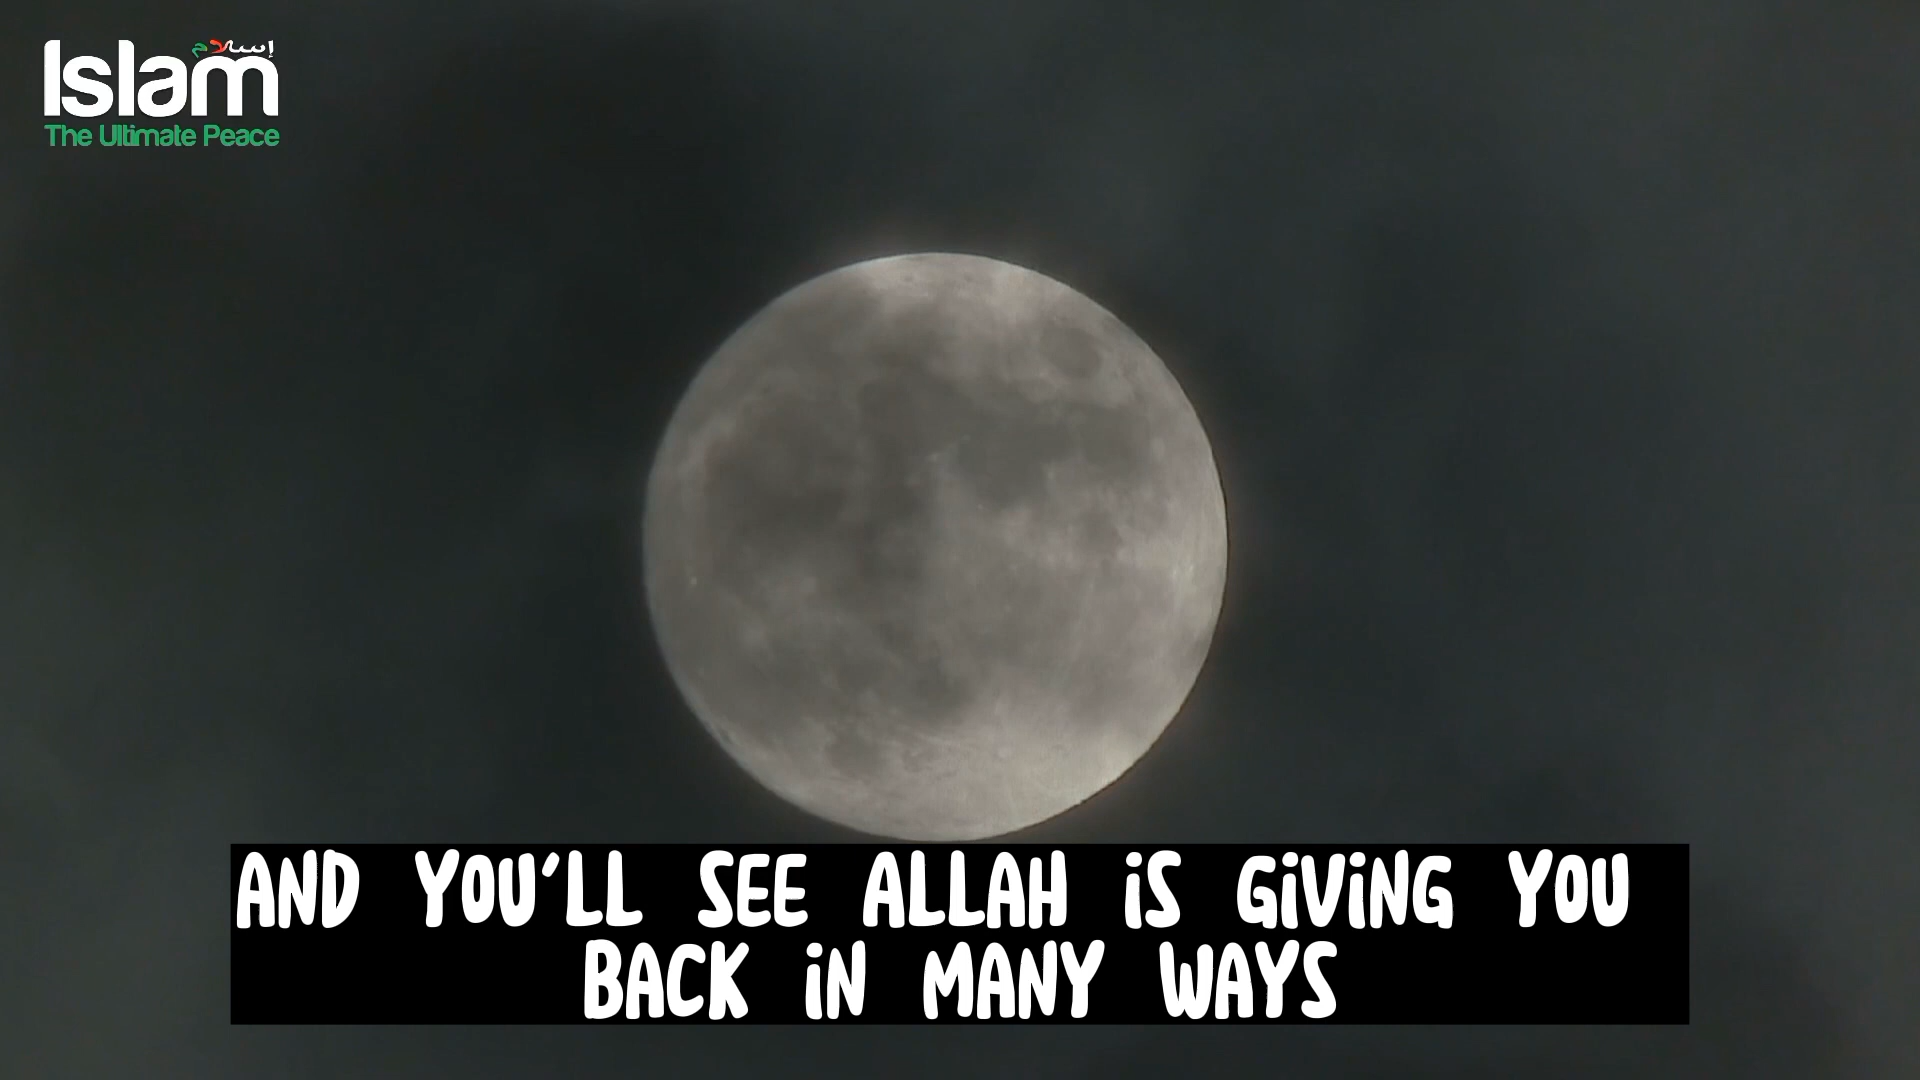 إسلام
Islam
The Ultimate Peace
AND YOU'LL SEE ALLAH iS GiViNG YOU
BACK iN MANY WAYS